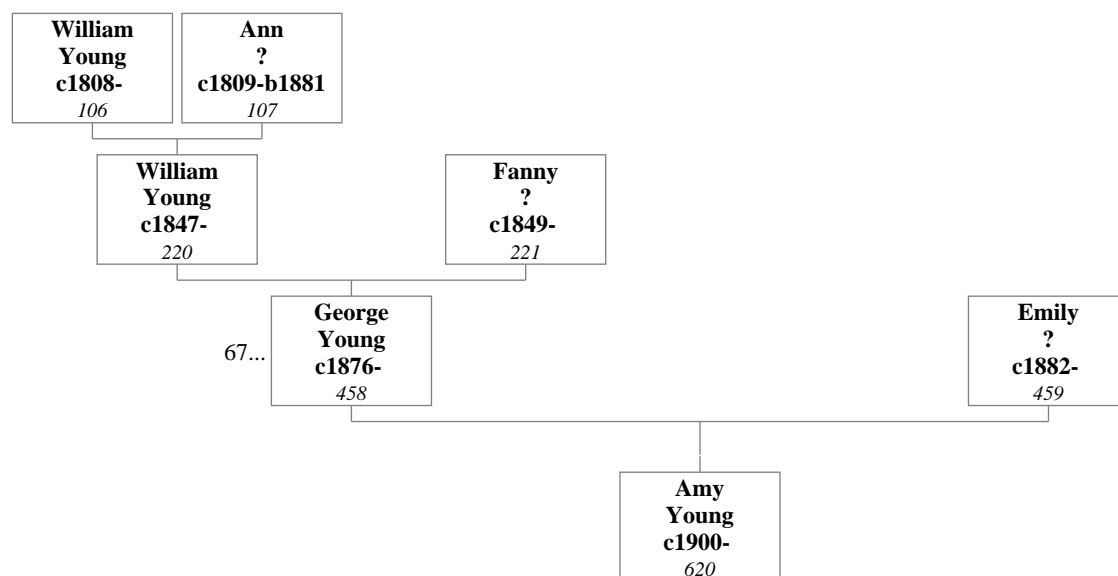 William
Young
c1808-
106
Ann
?
c1809-b1881
107
William
Young
c1847-
220
Fanny
?
c1849-
221
67...
George
Young
c1876-
458
Emily
?
c1882-
459
Amy
Young
c1900-
620